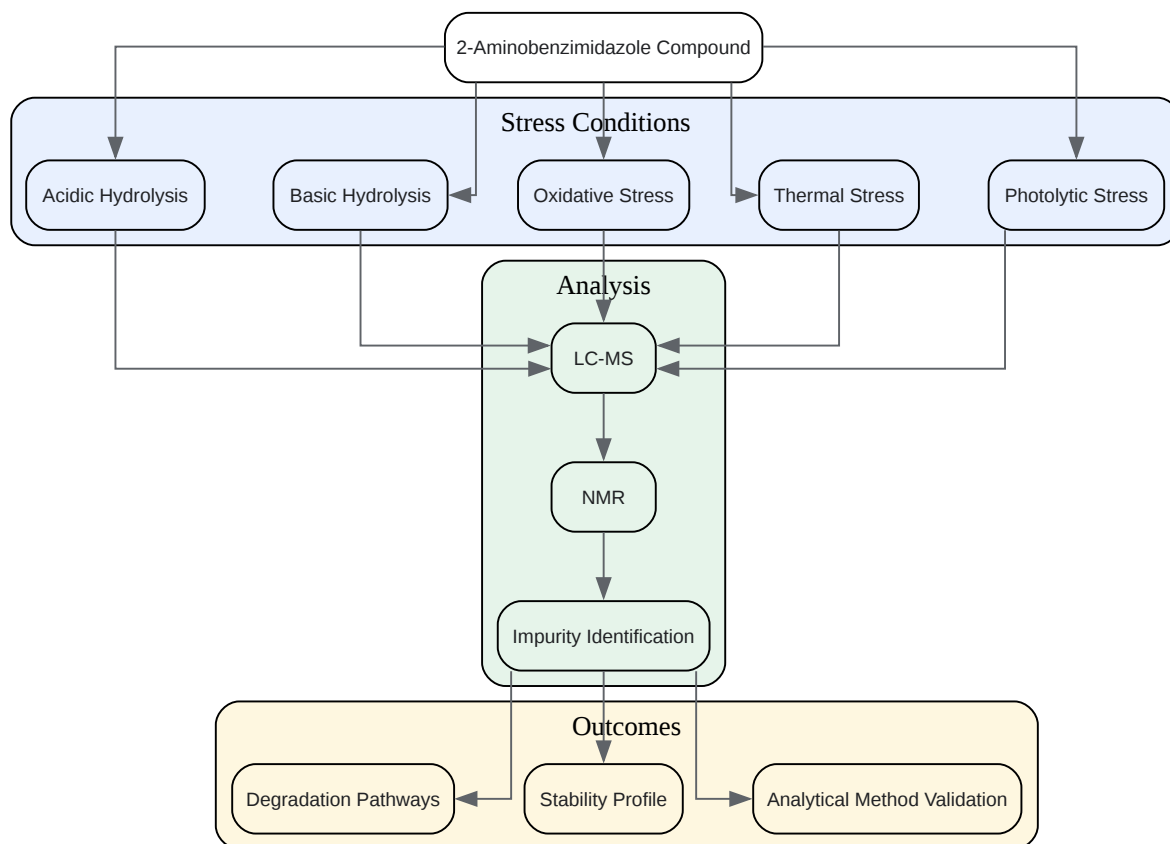 2-Aminobenzimidazole Compound
Stress Conditions
Acidic Hydrolysis
Basic Hydrolysis
Oxidative Stress
Thermal Stress
Photolytic Stress
Analysis
LC-MS
NMR
Impurity Identification
Outcomes
Degradation Pathways
Stability Profile
Analytical Method Validation